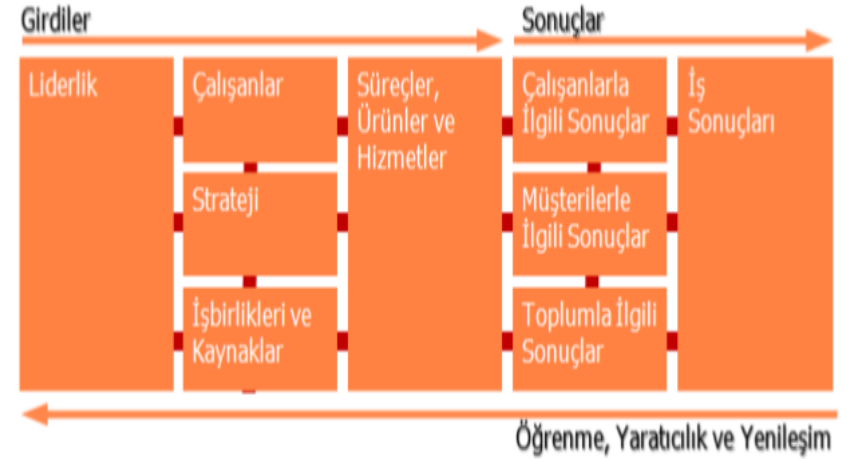 Girdiler
Sonuçlar
Liderlik
Çalışanlar
Süreçler,
Ürünler ve
Hizmetler
Çalışanlarla
İlgili Sonuçlar
İş
Sonuçları
Strateji
Müşterilerle
İlgili Sonuçlar
İşbirlikleri ve
Kaynaklar
Toplumla İlgili
Sonuçlar
Öğrenme, Yaratıcılık ve Yenileşim